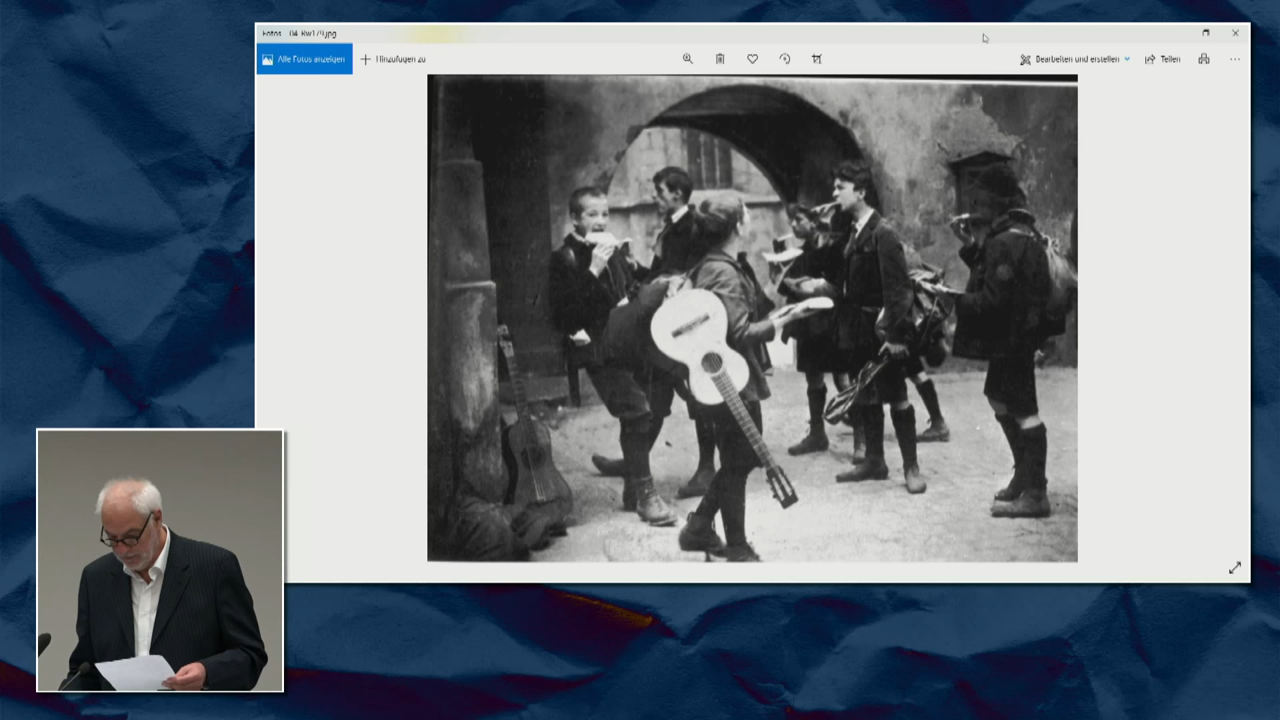 Alle Fotos anzeigen
Hinzufügen zu
Bearbeiten und erstellen
Teilen